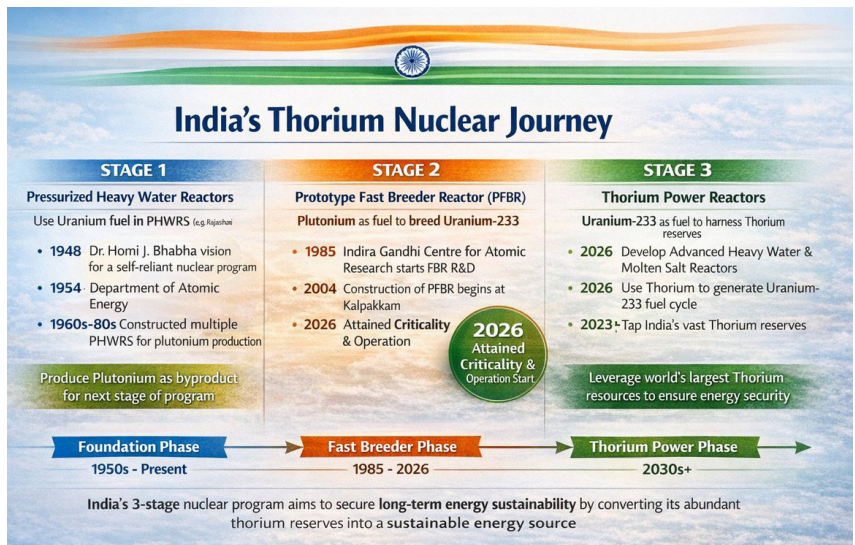 India's Thorium Nuclear Journey
STAGE 1
Pressurized Heavy Water Reactors
Use Uranium fuel in PHWRS (e.g. Rajashari
• 1948 Dr. Homi J. Bhabha vision
for a self-reliant nuclear program
• 1954 Department of Atomic
Energy
• 1960s-80s Constructed multiple
PHWRS for plutonium production
Produce Plutonium as byproduct
for next stage of program
STAGE 2
Prototype Fast Breeder Reactor (PFBR)
Plutonium as fuel to breed Uranium-233
• 1985 Indira Gandhi Centre for Atomic
Research starts FBR R&D
• 2004 Construction of PFBR begins at
Kalpakkam
• 2026 Attained Criticality
& Operation
2026
Attained
Criticality &
Operation Start
STAGE 3
Thorium Power Reactors
Uranium-233 as fuel to harness Thorium
reserves
• 2026 Develop Advanced Heavy Water &
Molten Salt Reactors
• 2026 Use Thorium to generate Uranium-
233 fuel cycle
• 2023+ Tap India's vast Thorium reserves
Leverage world's largest Thorium
resources to ensure energy security
Foundation Phase
1950s - Present
Fast Breeder Phase
1985 - 2026
Thorium Power Phase
2030s+
India's 3-stage nuclear program aims to secure long-term energy sustainability by converting its abundant
thorium reserves into a sustainable energy source